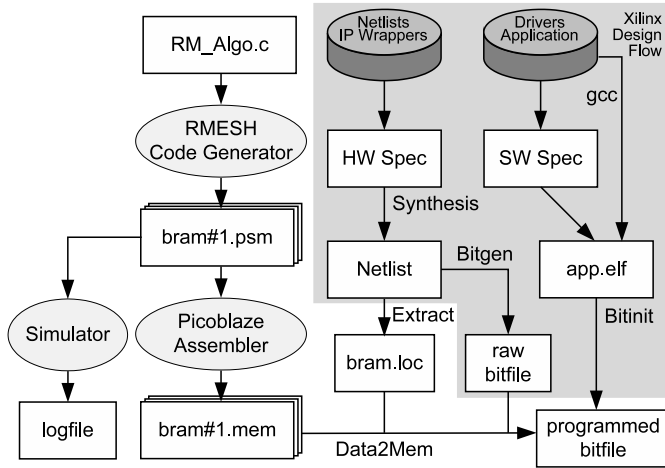 Netlists
IP Wrappers
Drivers
Application
Xilinx
Design
Flow
RM_Algo.c
gcc
RMESH
Code Generator
HW Spec
SW Spec
Synthesis
bram#1.psm
Netlist
Bitgen
app.elf
Simulator
Picoblaze
Assembler
Extract
Bitinit
bram.loc
raw
bitfile
logfile
bram#1.mem
Data2Mem
programmed
bitfile